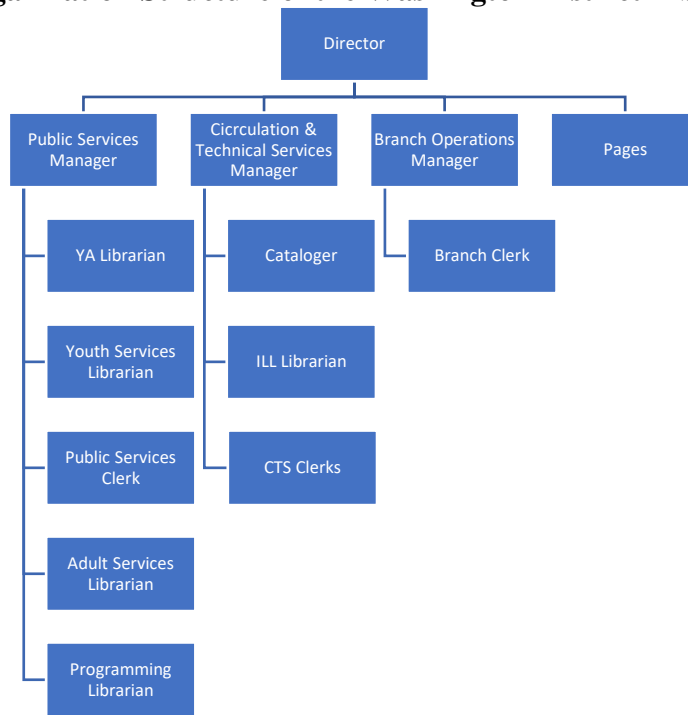 Director
Public Services
Manager
Cicrculation &
Technical Services
Manager
Branch Operations
Manager
Pages
YA Librarian
Cataloger
Branch Clerk
Youth Services
Librarian
ILL Librarian
Public Services
Clerk
CTS Clerks
Adult Services
Librarian
Programming
Librarian